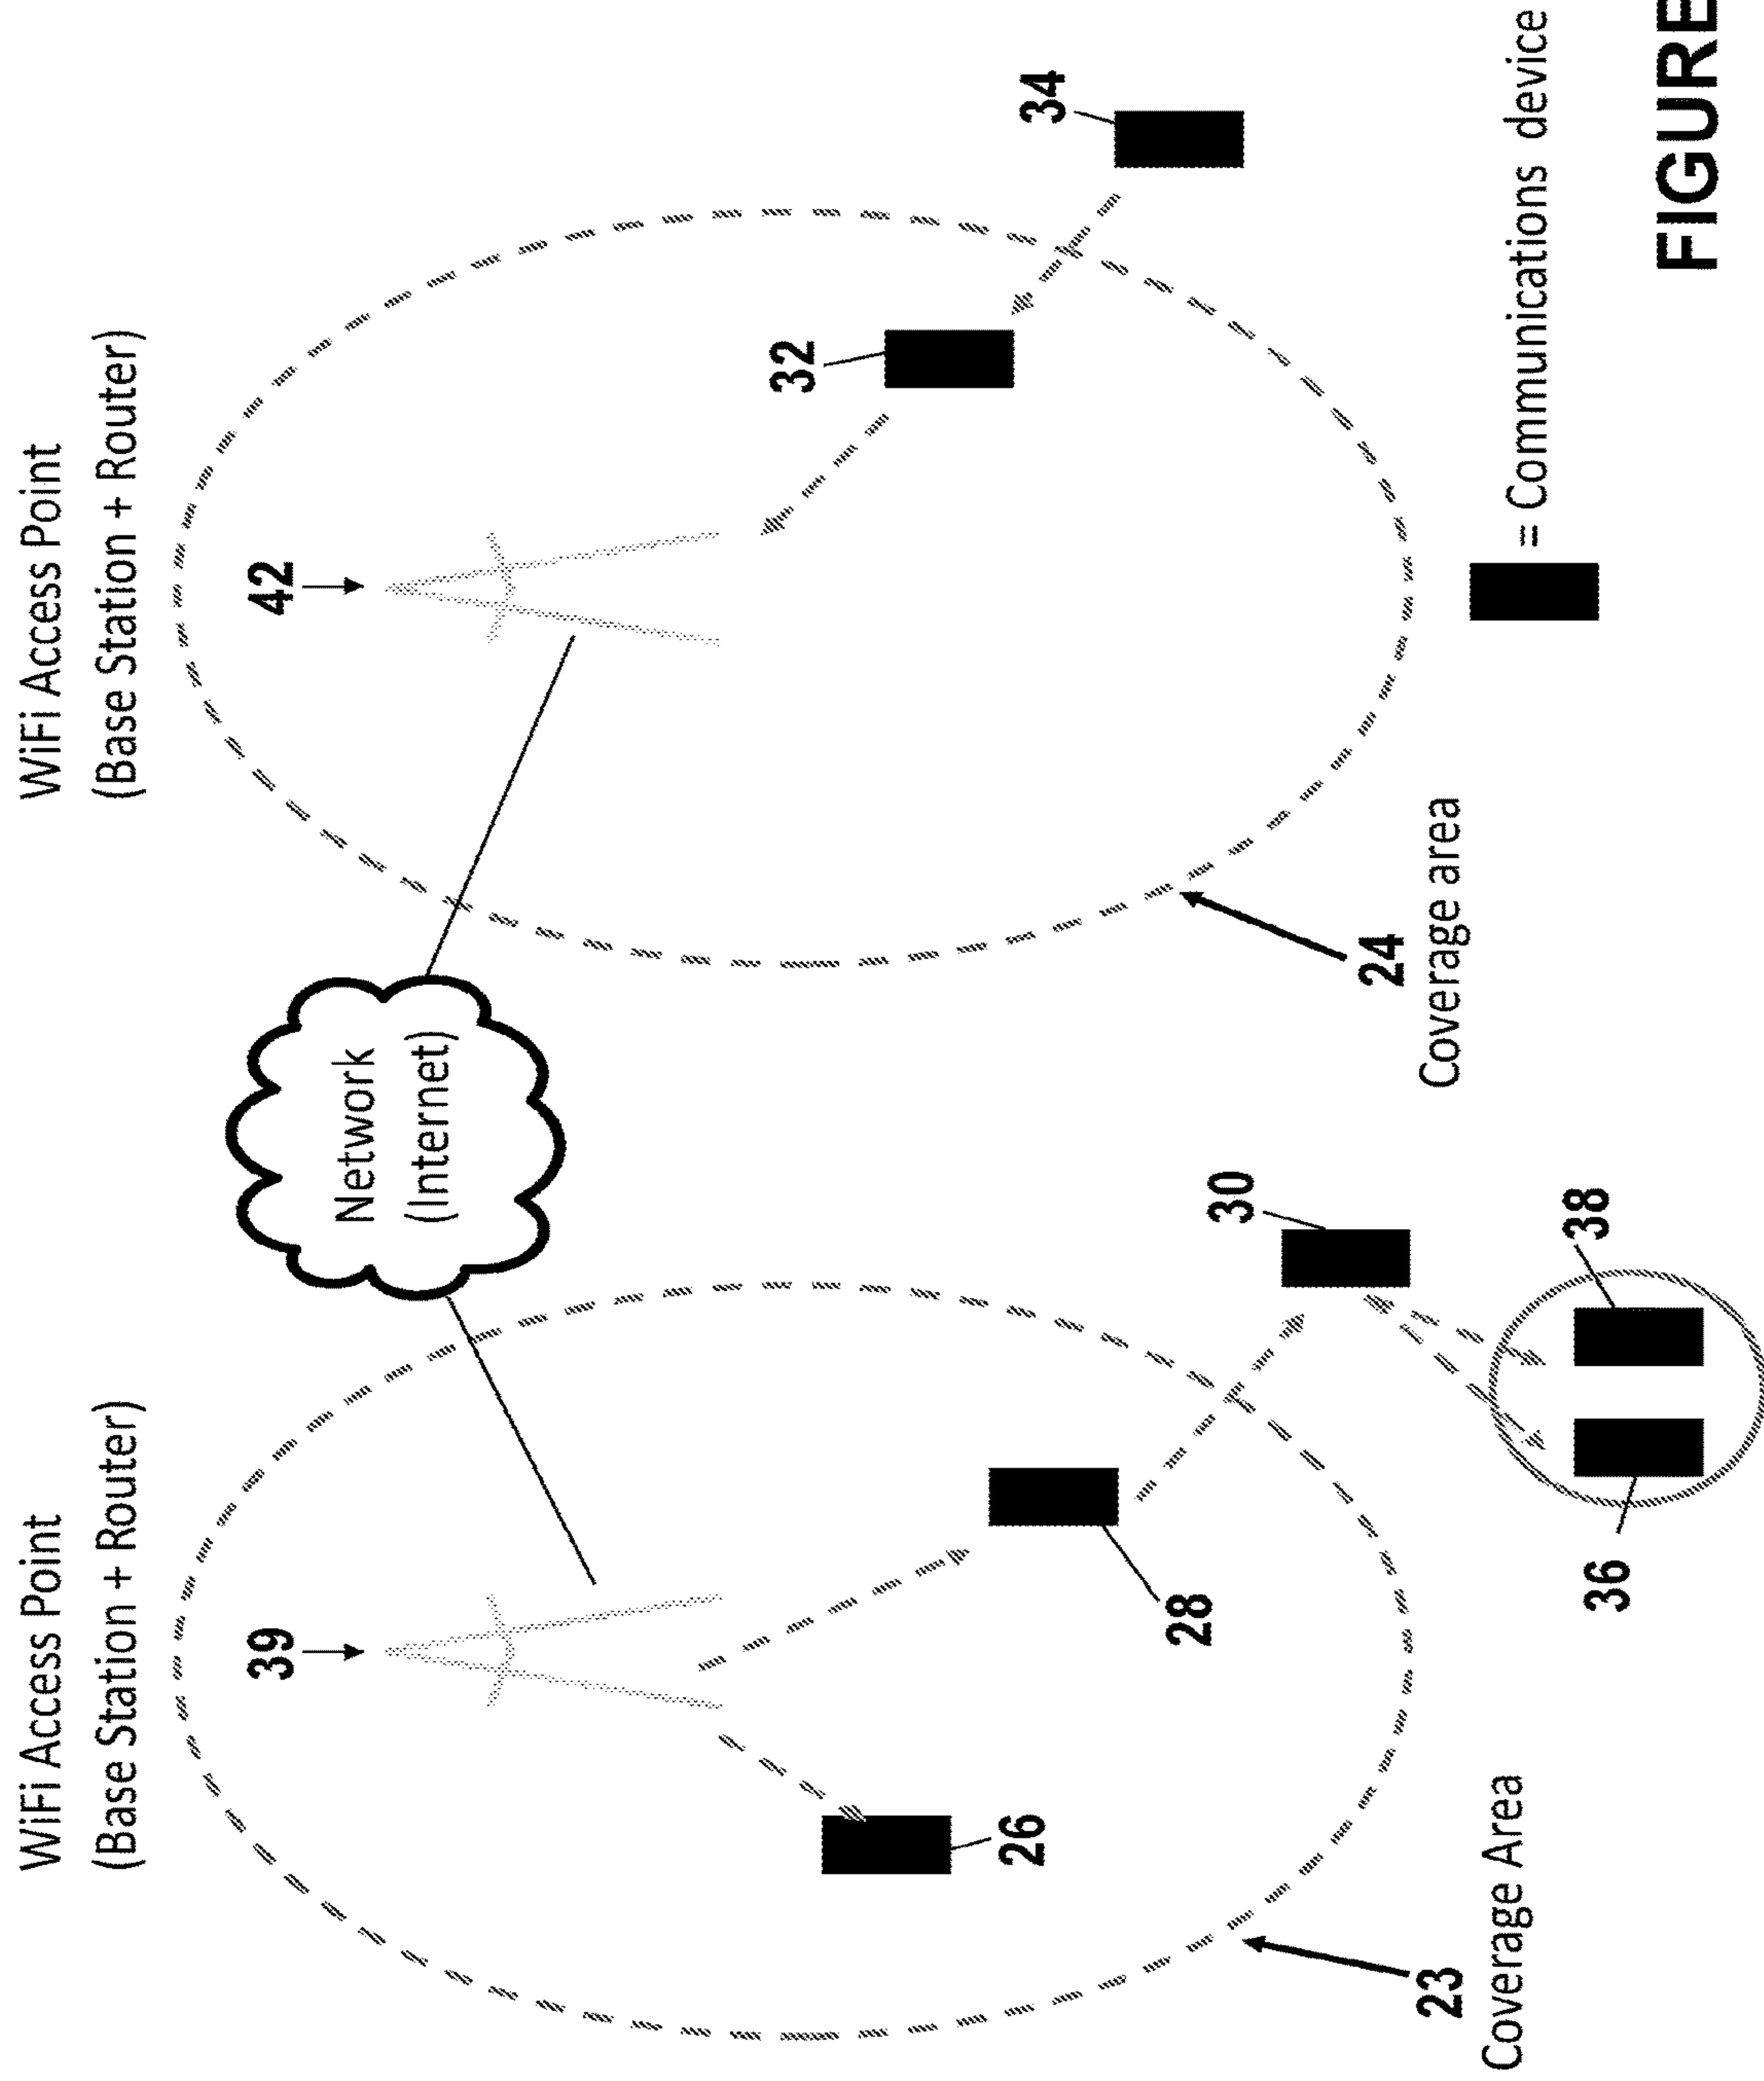 WiFi Access Point
(Base Station + Router)
WiFi Access Point
(Base Station + Router)
39
42
Network
(Internet)
26
28
32
34
30
23
Coverage Area
24
Coverage area
36
38
= Communications device
FIGURE